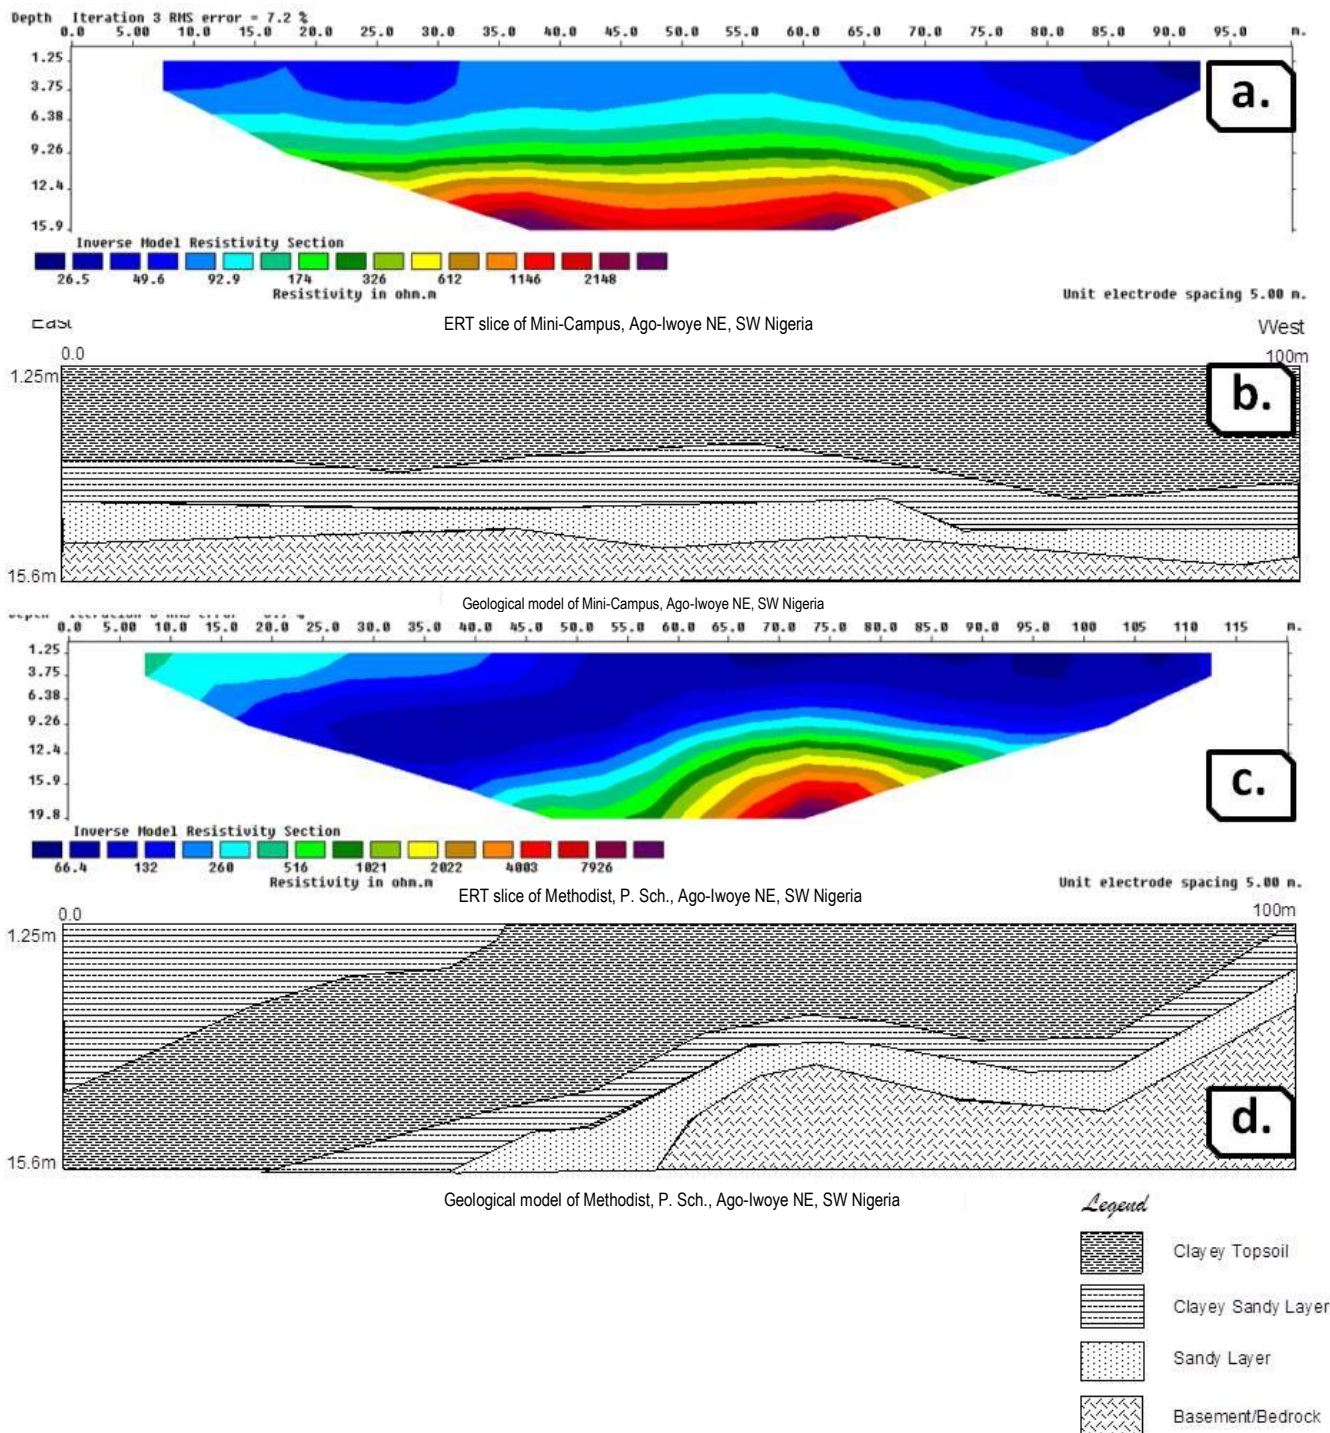 Depth Iteration 3 RMS error = 7.2 %
0.0 5.00 10.0 15.0 20.0 25.0 30.0 35.0 40.0 45.0 50.0 55.0 60.0 65.0 70.0 75.0 80.0 85.0 90.0 95.0 m.
1.25
3.75
6.38
9.26
12.4
15.9
a.
Inverse Model Resistivity Section
26.5 49.6 92.9 174 326 612 1146 2148
Resistivity in ohm.m
Unit electrode spacing 5.00 m.
East
ERT slice of Mini-Campus, Ago-Iwoye NE, SW Nigeria
West
0.0
100m
1.25m
b.
15.6m
Geological model of Mini-Campus, Ago-Iwoye NE, SW Nigeria
Depth Iteration RMS error %
0.0 5.00 10.0 15.0 20.0 25.0 30.0 35.0 40.0 45.0 50.0 55.0 60.0 65.0 70.0 75.0 80.0 85.0 90.0 95.0 100 105 110 115 m.
1.25
3.75
6.38
9.26
12.4
15.9
19.8
c.
Inverse Model Resistivity Section
66.4 132 260 516 1021 2022 4003 7926
Resistivity in ohm.m
Unit electrode spacing 5.00 m.
ERT slice of Methodist, P. Sch., Ago-Iwoye NE, SW Nigeria
0.0
100m
1.25m
d.
15.6m
Geological model of Methodist, P. Sch., Ago-Iwoye NE, SW Nigeria
Legend
Clayey Topsoil
Clayey Sandy Layer
Sandy Layer
Basement/Bedrock